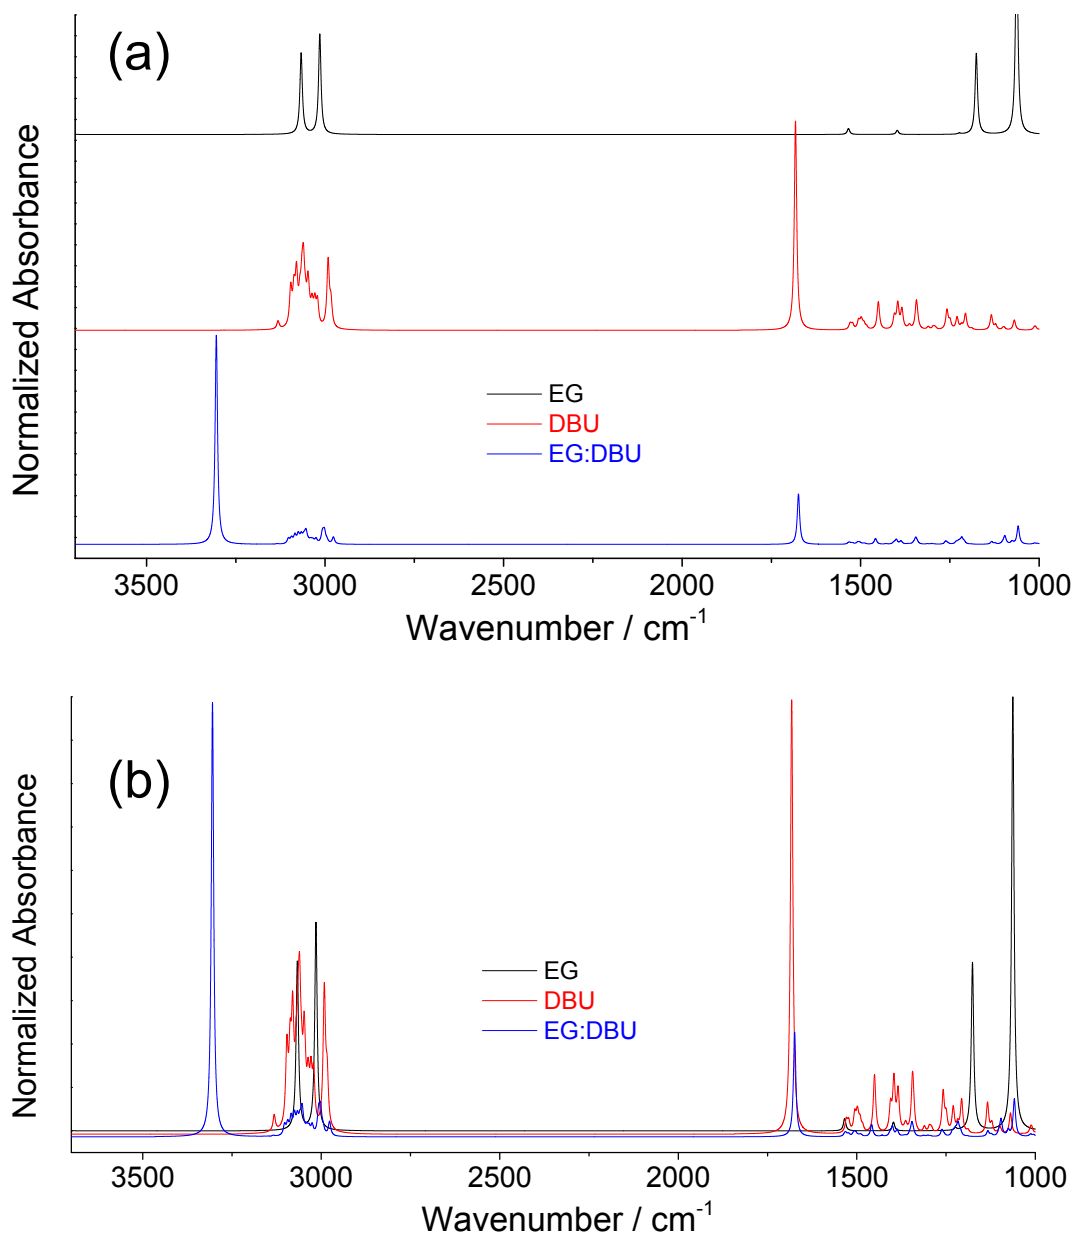 (a)
Normalized Absorbance
EG
DBU
EG:DBU
3500 3000 2500 2000 1500 1000
Wavenumber / cm⁻¹
(b)
Normalized Absorbance
EG
DBU
EG:DBU
3500 3000 2500 2000 1500 1000
Wavenumber / cm⁻¹